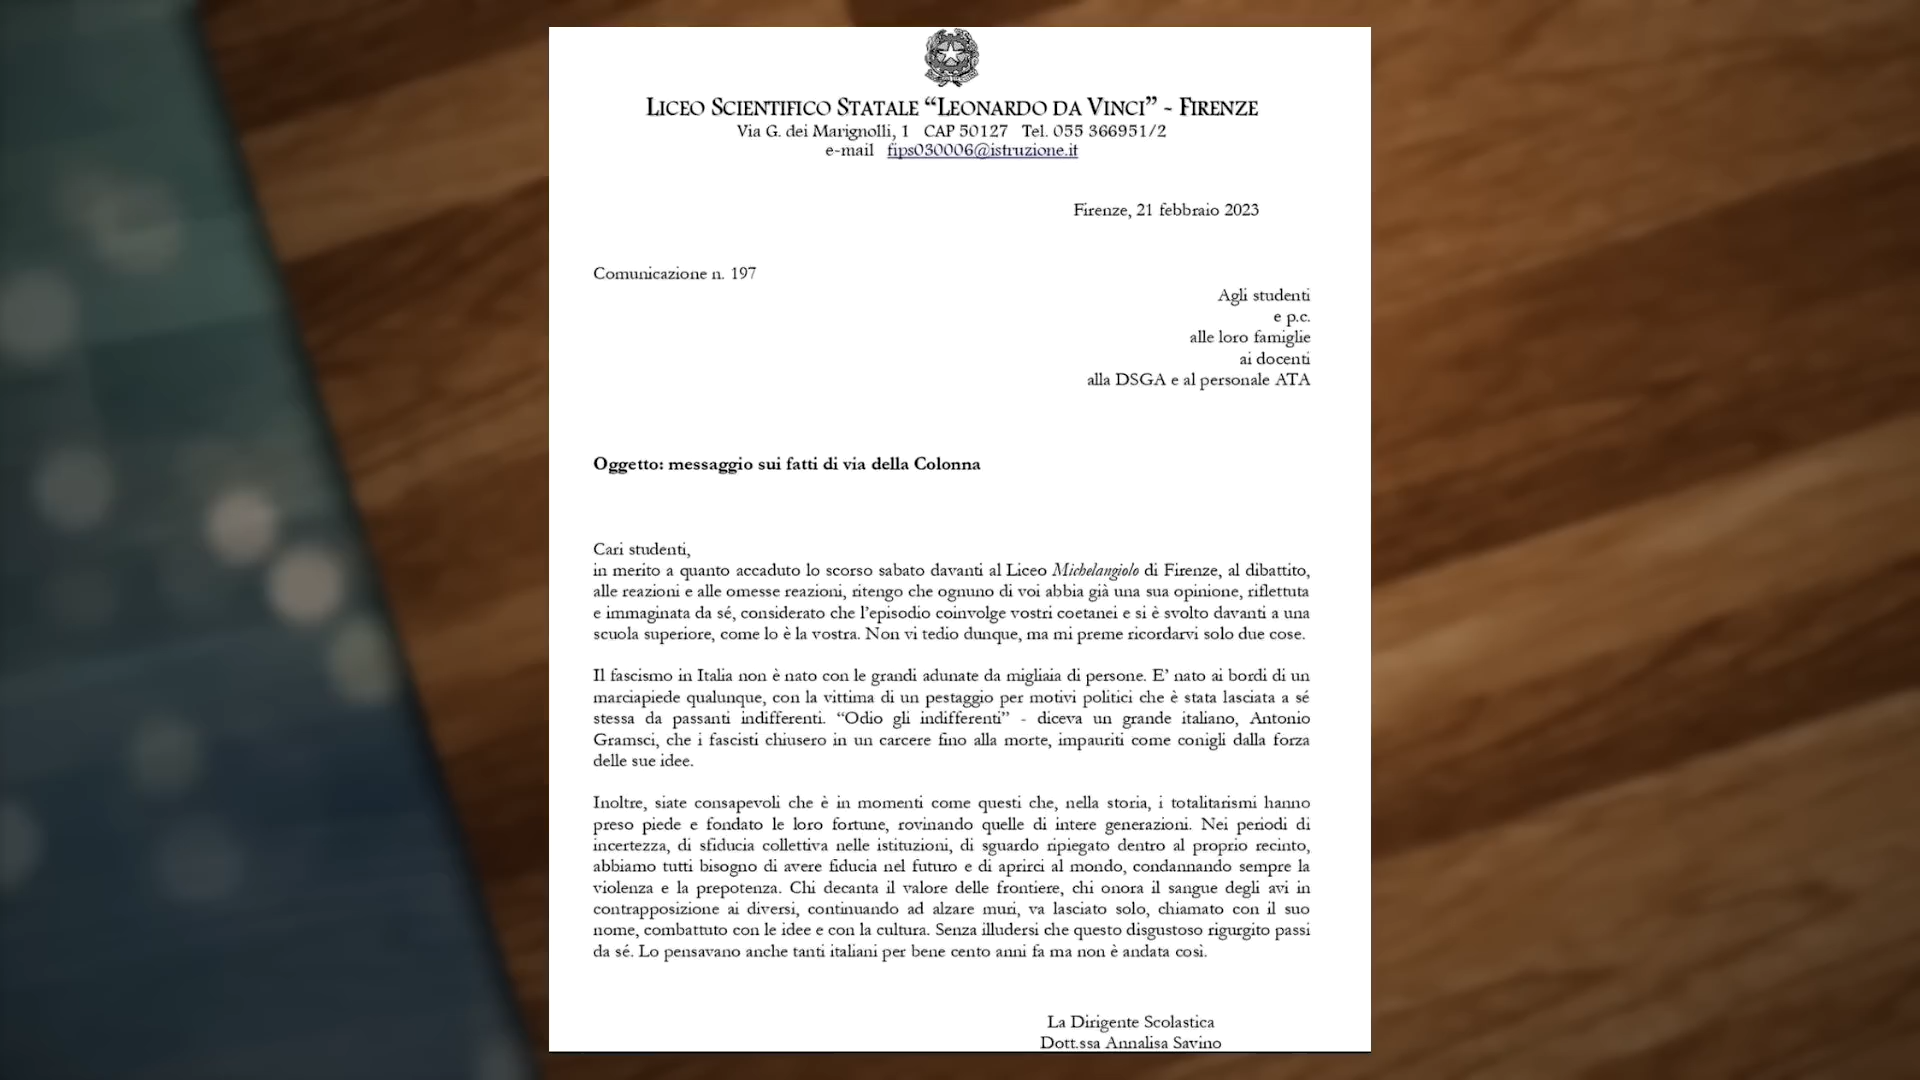 LICEO SCIENTIFICO STATALE “LEONARDO DA VINCI” - FIRENZE
Via G. dei Marignolli, 1 CAP 50127 Tel. 055 366951/2
e-mail fips030006@istruzione.it
Firenze, 21 febbraio 2023
Comunicazione n. 197
Agli studenti
e p.c.
alle loro famiglie
ai docenti
alla DSGA e al personale ATA
Oggetto: messaggio sui fatti di via della Colonna
Cari studenti,
in merito a quanto accaduto lo scorso sabato davanti al Liceo Michelangiolo di Firenze, al dibattito,
alle reazioni e alle omesse reazioni, ritengo che ognuno di voi abbia già una sua opinione, riflettuta
e immaginata da sé, considerato che l’episodio coinvolge vostri coetanei e si è svolto davanti a una
scuola superiore, come lo è la vostra. Non vi tedio dunque, ma mi preme ricordarvi solo due cose.
Il fascismo in Italia non è nato con le grandi adunate da migliaia di persone. E’ nato ai bordi di un
marciapiede qualunque, con la vittima di un pestaggio per motivi politici che è stata lasciata a sé
stessa da passanti indifferenti. “Odio gli indifferenti” - diceva un grande italiano, Antonio
Gramsci, che i fascisti chiusero in un carcere fino alla morte, impauriti come conigli dalla forza
delle sue idee.
Inoltre, siate consapevoli che è in momenti come questi che, nella storia, i totalitarismi hanno
preso piede e fondato le loro fortune, rovinando quelle di intere generazioni. Nei periodi di
incertezza, di sfiducia collettiva nelle istituzioni, di sguardo ripiegato dentro al proprio recinto,
abbiamo tutti bisogno di avere fiducia nel futuro e di aprirci al mondo, condannando sempre la
violenza e la prepotenza. Chi decanta il valore delle frontiere, chi onora il sangue degli avi in
contrapposizione ai diversi, continuando ad alzare muri, va lasciato solo, chiamato con il suo
nome, combattuto con le idee e con la cultura. Senza illudersi che questo disgustoso rigurgito passi
da sé. Lo pensavano anche tanti italiani per bene cento anni fa ma non è andata così.
La Dirigente Scolastica
Dott.ssa Annalisa Savino